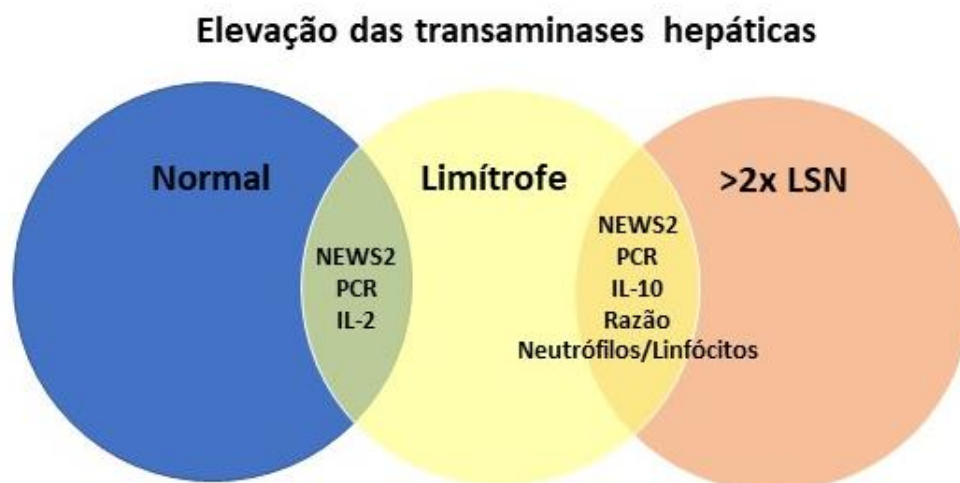 Elevação das transaminases hepáticas
Normal
Limítrofe
>2x LSN
NEWS2
PCR
IL-2
NEWS2
PCR
IL-10
Razão
Neutrófilos/Linfócitos